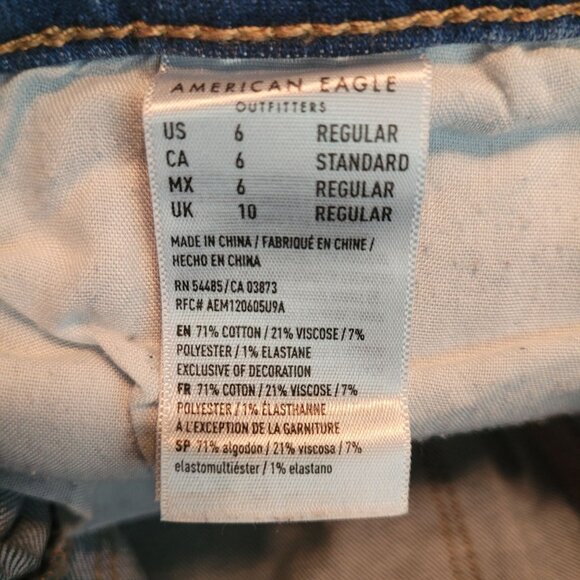 AMERICAN EAGLE
OUTFITTERS
US 6 REGULAR
CA 6 STANDARD
MX 6 REGULAR
UK 10 REGULAR
MADE IN CHINA / FABRIQUÉ EN CHINE /
HECHO EN CHINA
RN 54485 / CA 03873
RFC# AEM120605U9A
EN 71% COTTON / 21% VISCOSE / 7%
POLYESTER / 1% ELASTANE
EXCLUSIVE OF DECORATION
FR 71% COTON / 21% VISCOSE / 7%
POLYESTER / 1% ÉLASTHANNE
À L'EXCEPTION DE LA GARNITURE
SP 71% algodón / 21% viscosa / 7%
elastomultiéster / 1% elastano